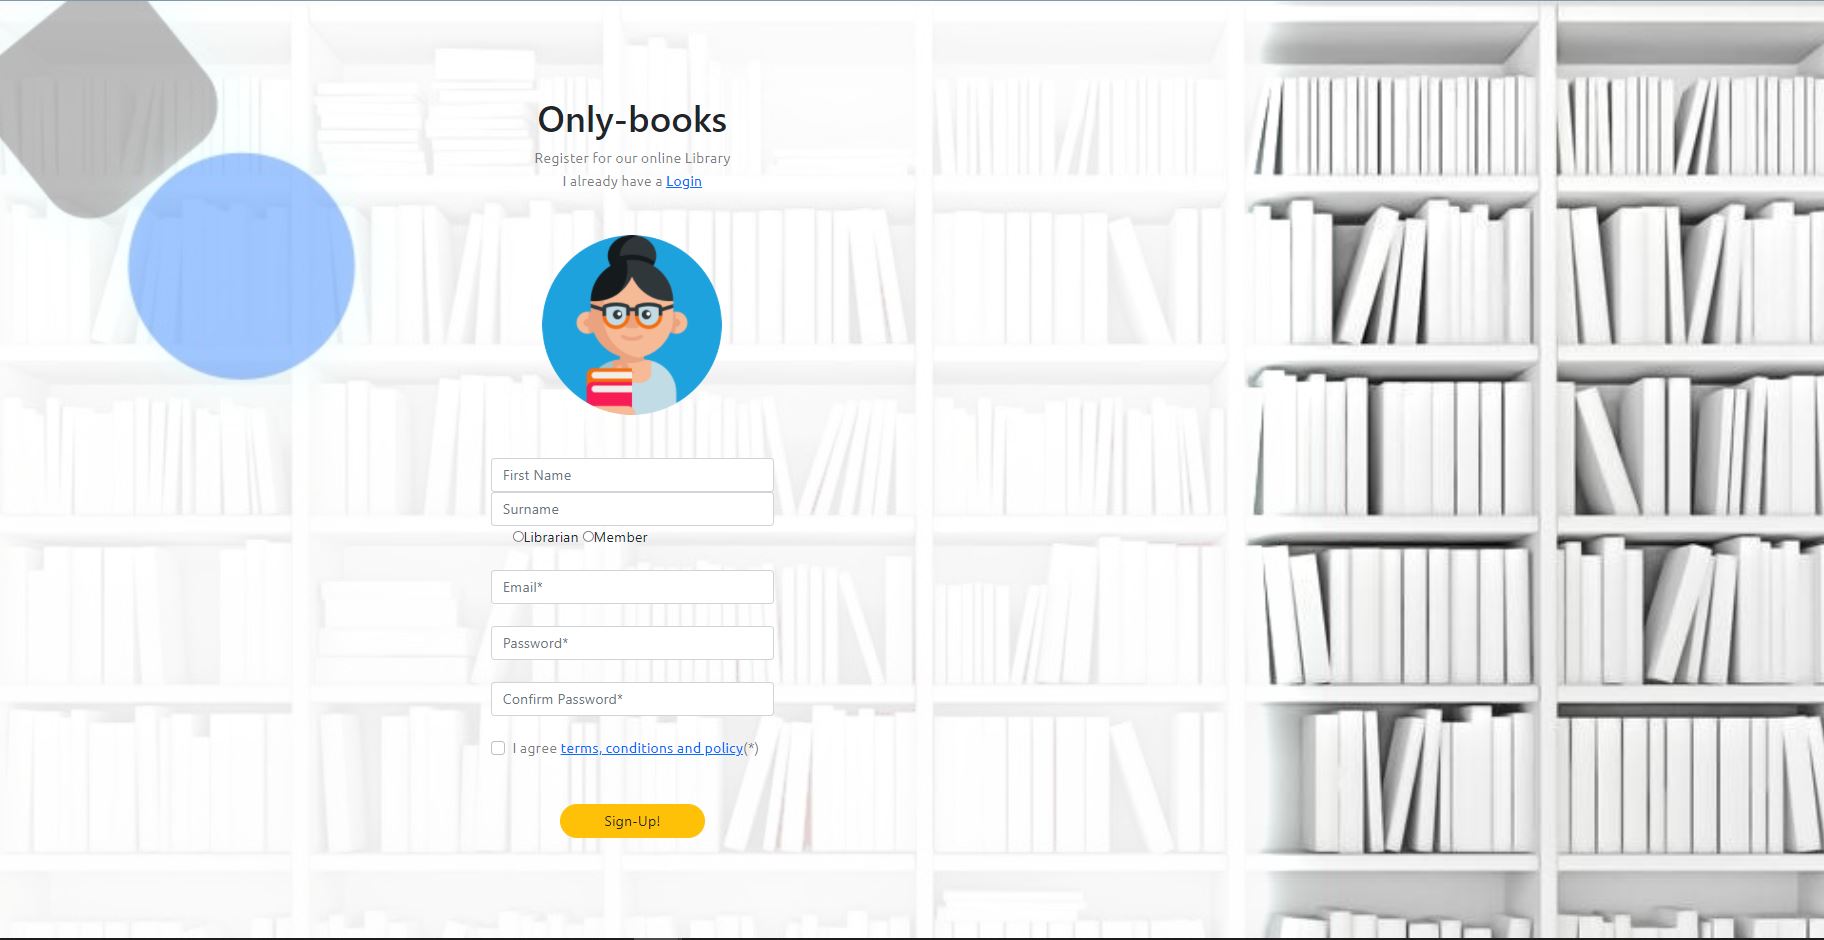 Only-books
Register for our online Library
I already have a Login
First Name
Surname
Librarian Member
Email*
Password*
Confirm Password*
I agree terms, conditions and policy(*)
Sign-Up!